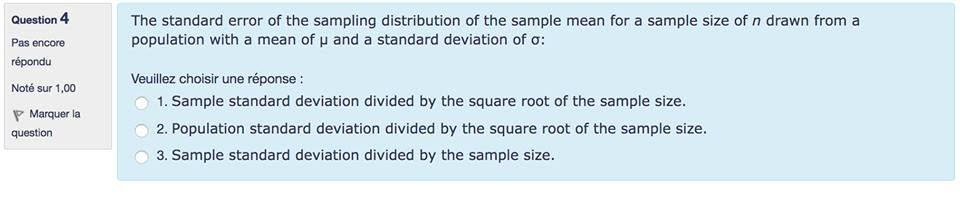 Question 4
Pas encore
répondu
Noté sur 1,00
Marquer la
question
The standard error of the sampling distribution of the sample mean for a sample size of n drawn from a
population with a mean of μ and a standard deviation of σ:
Veuillez choisir une réponse :
1. Sample standard deviation divided by the square root of the sample size.
2. Population standard deviation divided by the square root of the sample size.
3. Sample standard deviation divided by the sample size.